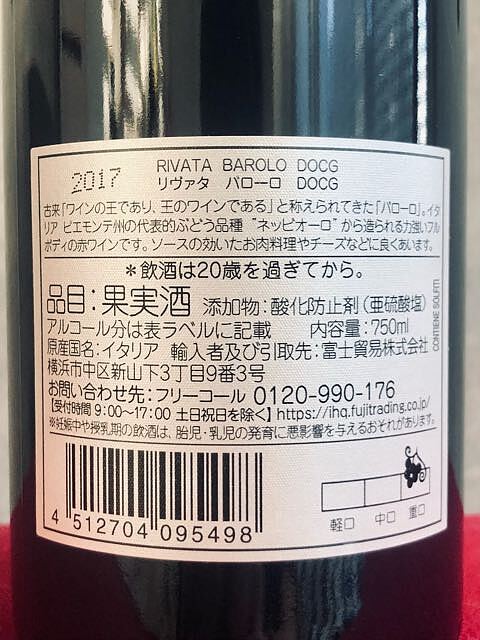 2017 RIVATA BAROLO DOCG
リヴァタ バローロ DOCG
古来「ワインの王であり、王のワインである」と称えられてきた「バローロ」。イタ
リア ピエモンテ州の代表的ぶどう品種 "ネッビオーロ"から造られる力強いフル
ボディの赤ワインです。ソースの効いたお肉料理やチーズなどに良くあいます。
＊飲酒は20歳を過ぎてから。
品目：果実酒 添加物：酸化防止剤（亜硫酸塩）
アルコール分は表ラベルに記載 内容量：750ml
原産国名：イタリア 輸入者及び引取先：富士貿易株式会社
横浜市中区新山下3丁目9番3号
お問い合わせ先：フリーコール 0120-990-176
【受付時間 9:00〜17:00 土日祝日を除く】https://ihq.fujitrading.co.jp/
※妊娠中や授乳期の飲酒は、胎児・乳児の発育に悪影響を与えるおそれがあります。
CONTIENE SOLFITI
4 512704 095498
軽口 中口 重口